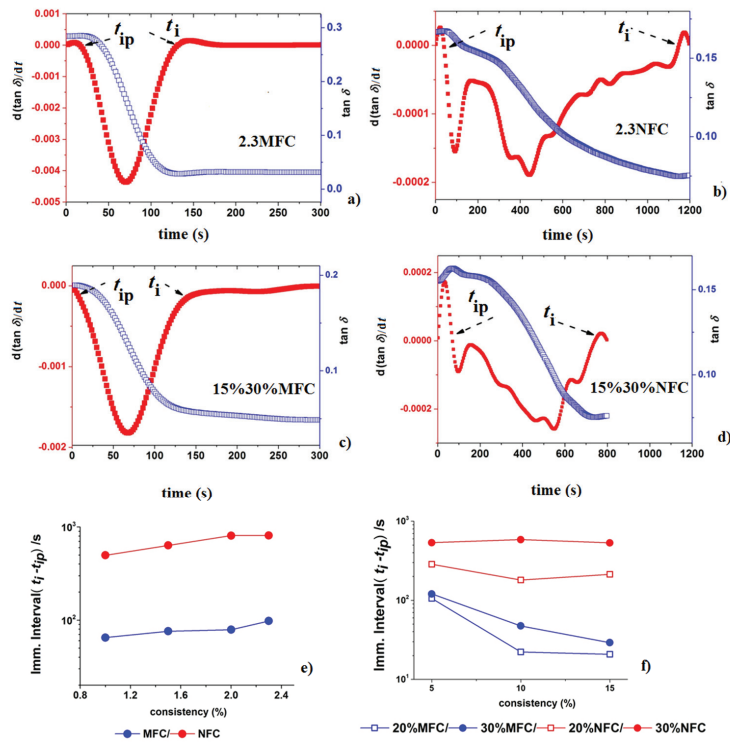 a)
0.001
0.000
-0.001
-0.002
-0.003
-0.004
-0.005
d(tan δ)/dt
0.3
0.2
0.1
0.0
tan δ
t_ip
t_i
2.3MFC
0 50 100 150 200 250 300
time (s)
b)
0.0000
-0.0001
-0.0002
d(tan δ)/dt
0.15
0.10
tan δ
t_ip
t_i
2.3NFC
0 200 400 600 800 1000 1200
time (s)
c)
0.000
-0.001
-0.002
d(tan δ)/dt
0.2
0.1
tan δ
t_ip
t_i
15%30%MFC
0 50 100 150 200 250 300
time (s)
d)
0.0002
0.0000
-0.0002
d(tan δ)/dt
0.15
0.10
tan δ
t_ip
t_i
15%30%NFC
0 200 400 600 800 1000 1200
time (s)
e)
Imm. Interval( t_i -t_ip) /s
10^3
10^2
0.8 1.2 1.6 2.0 2.4
consistency (%)
MFC/ NFC
f)
Imm. Interval( t_i -t_ip) /s
10^3
10^2
10^1
5 10 15
consistency (%)
20%MFC/ 30%MFC/ 20%NFC/ 30%NFC